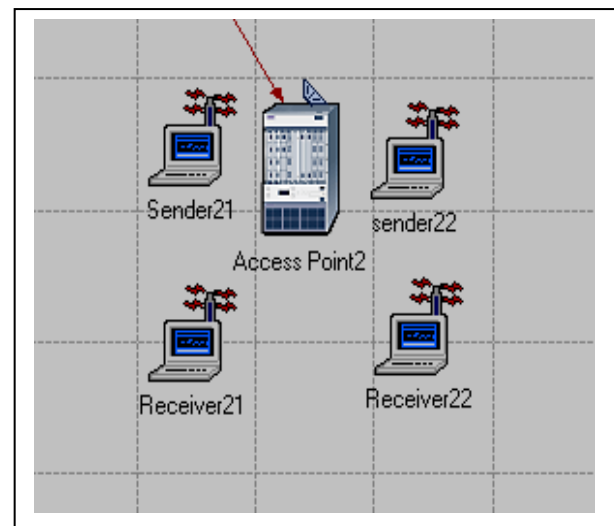 Sender21
sender22
Access Point2
Receiver21
Receiver22